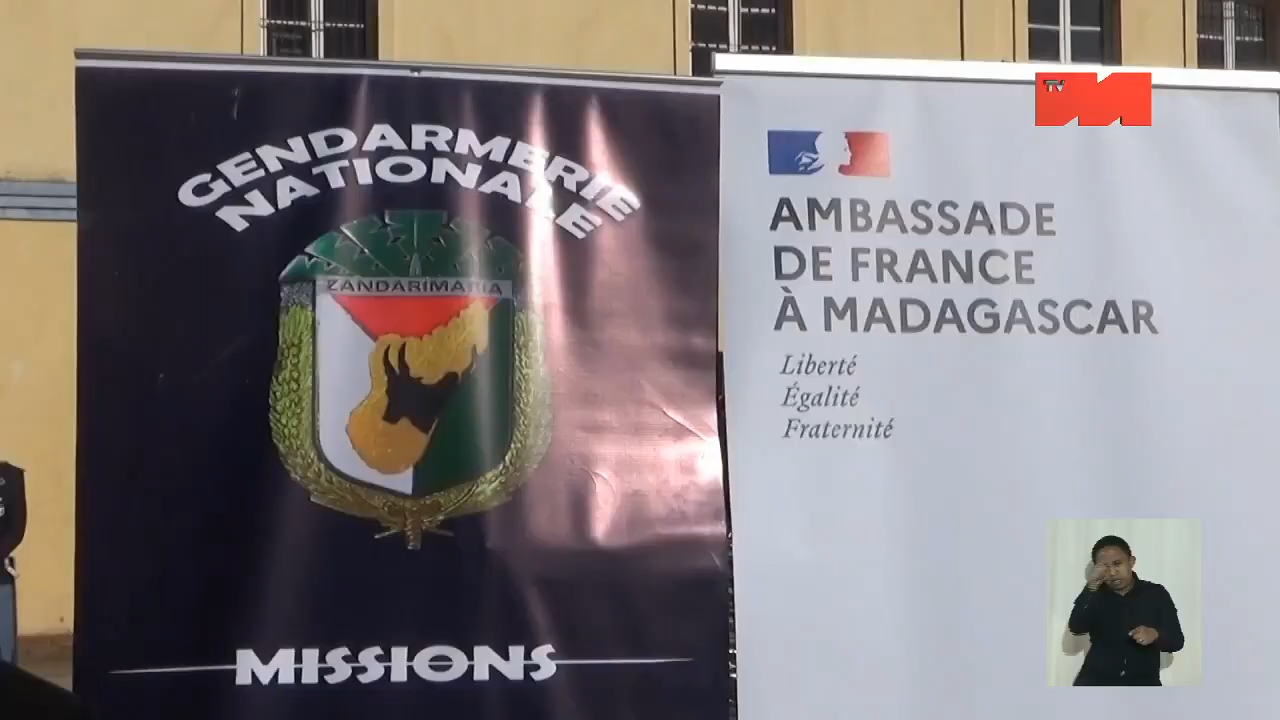 GENDARMERIE
NATIONALE
ZANDARIMARIA
MISSIONS
TV
AMBASSADE
DE FRANCE
À MADAGASCAR
Liberté
Égalité
Fraternité